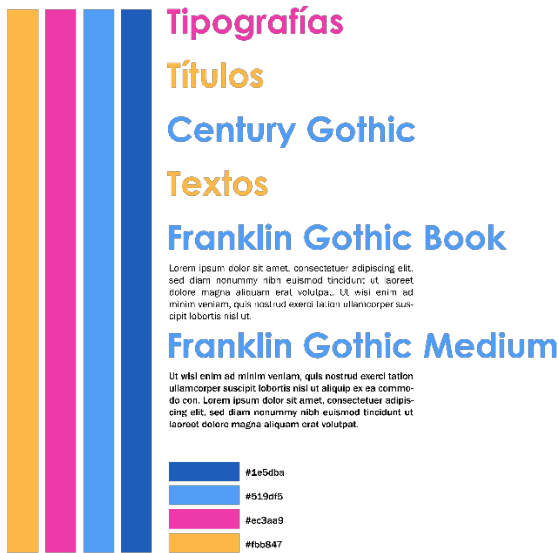 Tipografías
Títulos
Century Gothic
Textos
Franklin Gothic Book
Lorem ipsum dolor sit amet, consectetuer adipiscing elit,
sed diam nonummy nibh euismod tincidunt ut laoreet
dolore magna aliquam erat volutpat. Ut wisi enim ad
minim veniam, quis nostrud exerci tation ullamcorper sus-
cipit lobortis nisl ut.
Franklin Gothic Medium
Ut wisi enim ad minim veniam, quis nostrud exerci tation
ullamcorper suscipit lobortis nisl ut aliquip ex ea commo-
do con. Lorem ipsum dolor sit amet, consectetuer adipis-
cing elit, sed diam nonummy nibh euismod tincidunt ut
laoreet dolore magna aliquam erat volutpat.
#1e5dba
#519df5
#ec3aa9
#fbb847